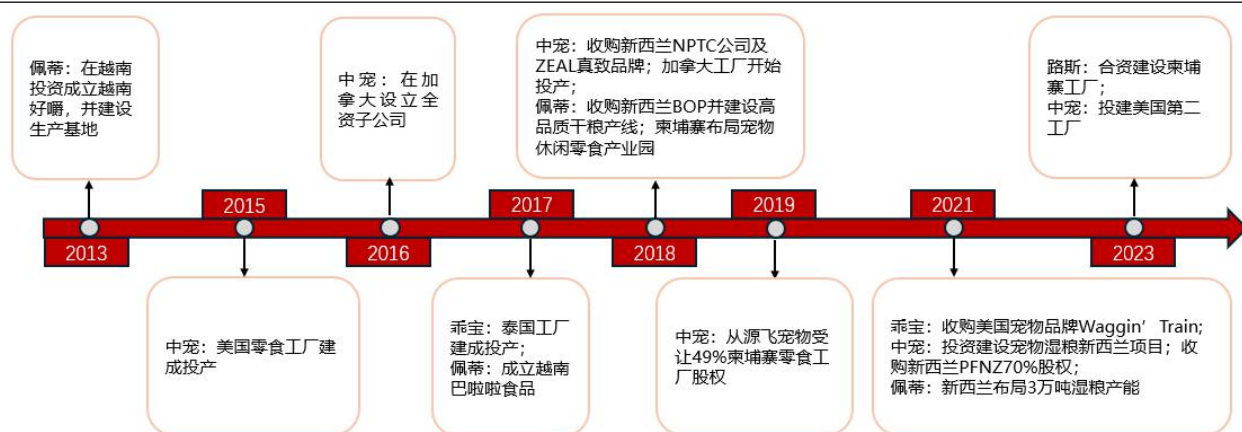 佩蒂：在越南
投资成立越南
好嚼，并建设
生产基地
中宠：在加
拿大设立全
资子公司
中宠：收购新西兰NPTC公司及
ZEAL真致品牌；加拿大工厂开始
投产；
佩蒂：收购新西兰BOP并建设高
品质干粮产线；柬埔寨布局宠物
休闲零食产业园
路斯：合资建设柬埔
寨工厂；
中宠：投建美国第二
工厂
2015
2017
2019
2021
2013
2016
2018
2023
中宠：美国零食工厂建
成投产
乖宝：泰国工厂
建成投产；
佩蒂：成立越南
巴啦啦食品
中宠：从源飞宠物受
让49%柬埔寨零食工
厂股权
乖宝：收购美国宠物品牌Waggin’ Train;
中宠：投资建设宠物湿粮新西兰项目；收
购新西兰PFNZ70%股权；
佩蒂：新西兰布局3万吨湿粮产能